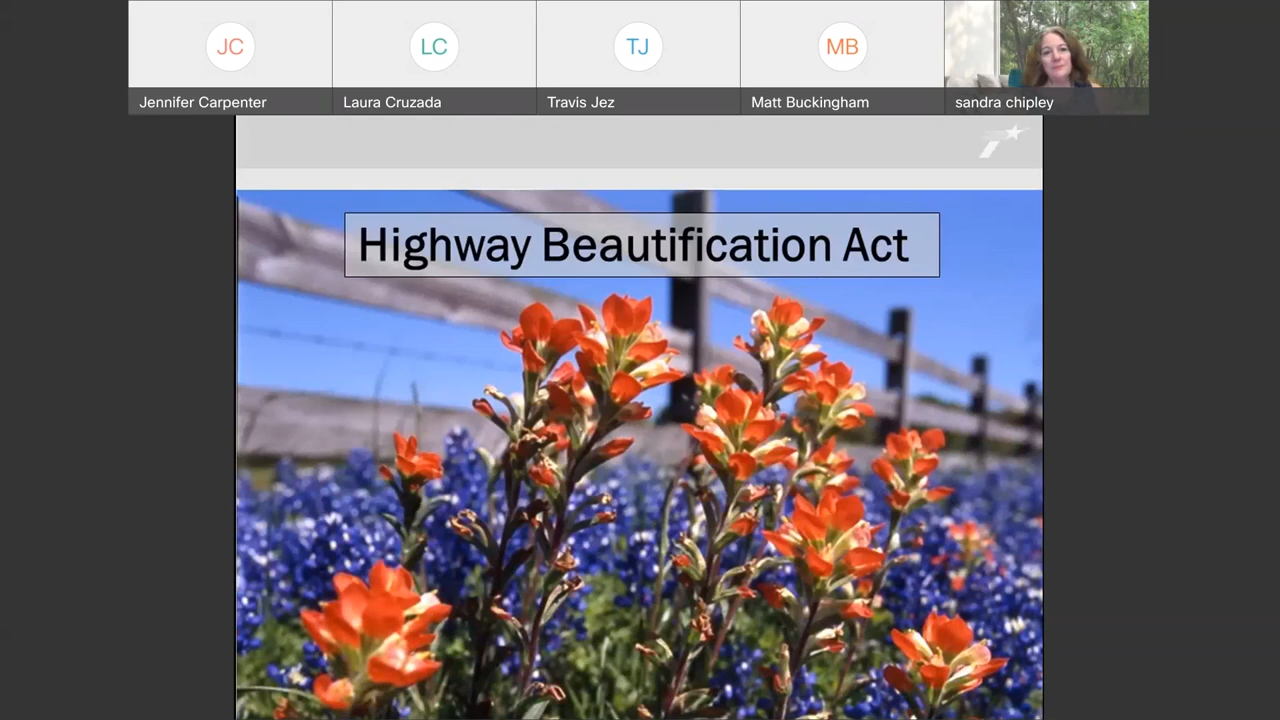 JC
LC
TJ
MB
Jennifer Carpenter
Laura Cruzada
Travis Jez
Matt Buckingham
sandra chipley
Highway Beautification Act